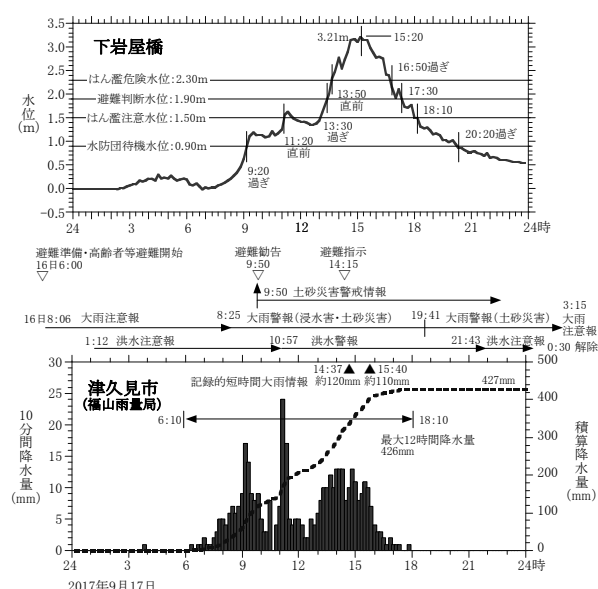 下岩屋橋
3.5
3.0
2.5
2.0
1.5
1.0
0.5
0.0
−0.5
水位(m)
はん濫危険水位:2.30m
避難判断水位:1.90m
はん濫注意水位:1.50m
水防団待機水位:0.90m
3.21m
15:20
16:50過ぎ
13:50
直前
17:30
18:10
13:30
過ぎ
11:20
直前
20:20過ぎ
9:20
過ぎ
24 3 6 9 12 15 18 21 24時
避難準備・高齢者等避難開始
16日6:00
避難勧告
9:50
避難指示
14:15
9:50 土砂災害警戒情報
16日8:06 大雨注意報
8:25 大雨警報(浸水害・土砂災害)
19:41 大雨警報(土砂災害)
3:15
大雨
注意報
1:12 洪水注意報
10:57 洪水警報
21:43 洪水注意報
0:30 解除
津久見市
(福山雨量局)
記録的短時間大雨情報
14:37▲
約120mm
▲15:40
約110mm
427mm
6:10
18:10
最大12時間降水量
426mm
30
25
20
15
10
5
0
10分間降水量(mm)
500
400
300
200
100
0
積算降水量(mm)
24 3 6 9 12 15 18 21 24時
2017年9月17日